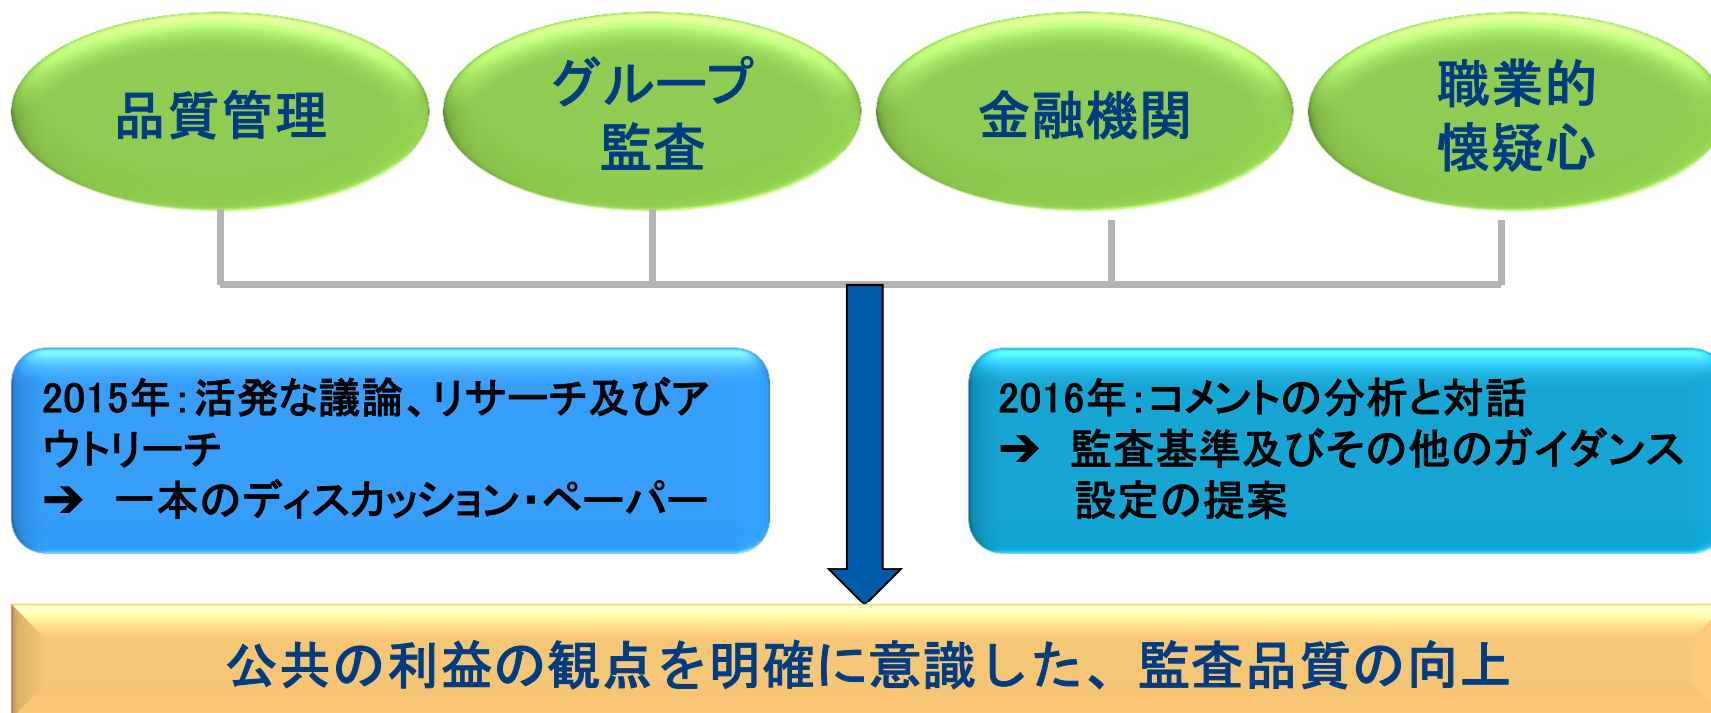 品質管理
グループ
監査
金融機関
職業的
懐疑心
2015年：活発な議論、リサーチ及びア
ウトリーチ
➔ 一本のディスカッション・ペーパー
2016年：コメントの分析と対話
➔ 監査基準及びその他のガイダンス
設定の提案
公共の利益の観点を明確に意識した、監査品質の向上